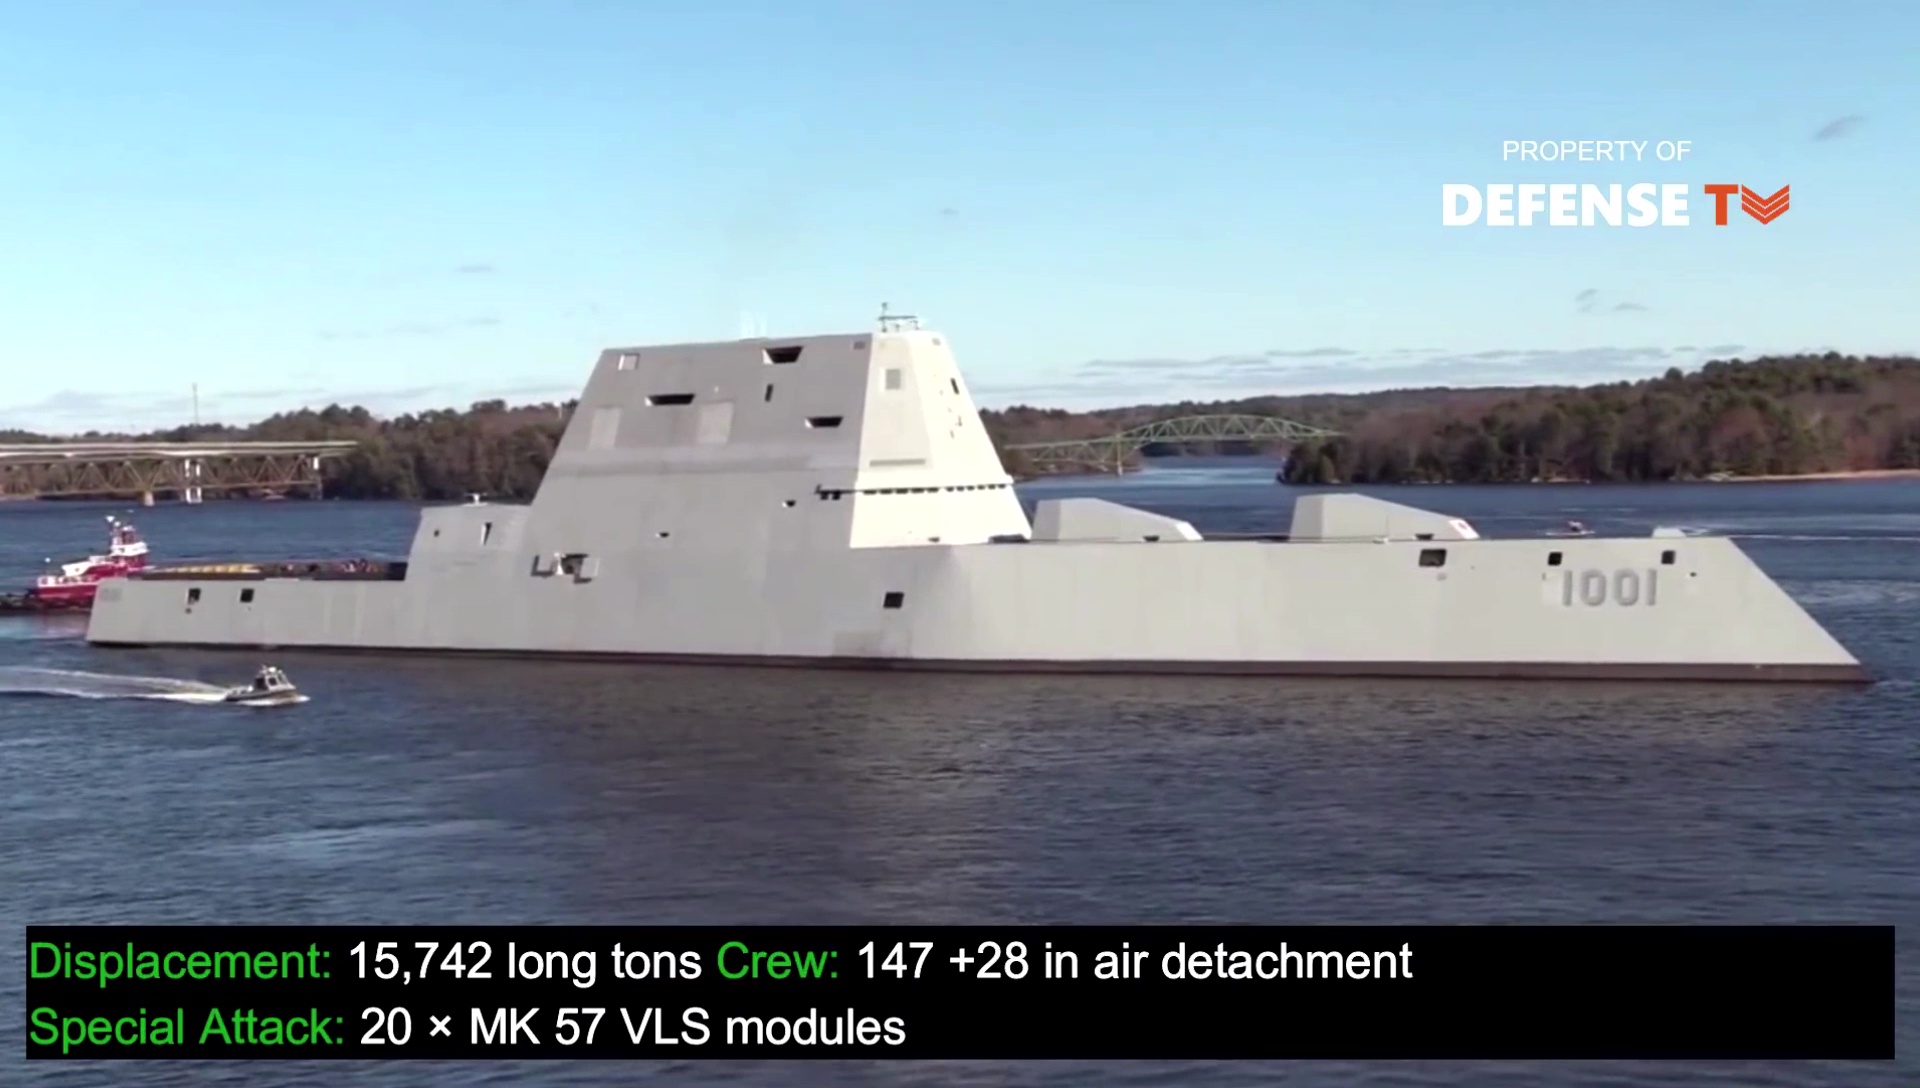 PROPERTY OF
DEFENSE TV
1001
Displacement: 15,742 long tons Crew: 147 +28 in air detachment
Special Attack: 20 × MK 57 VLS modules